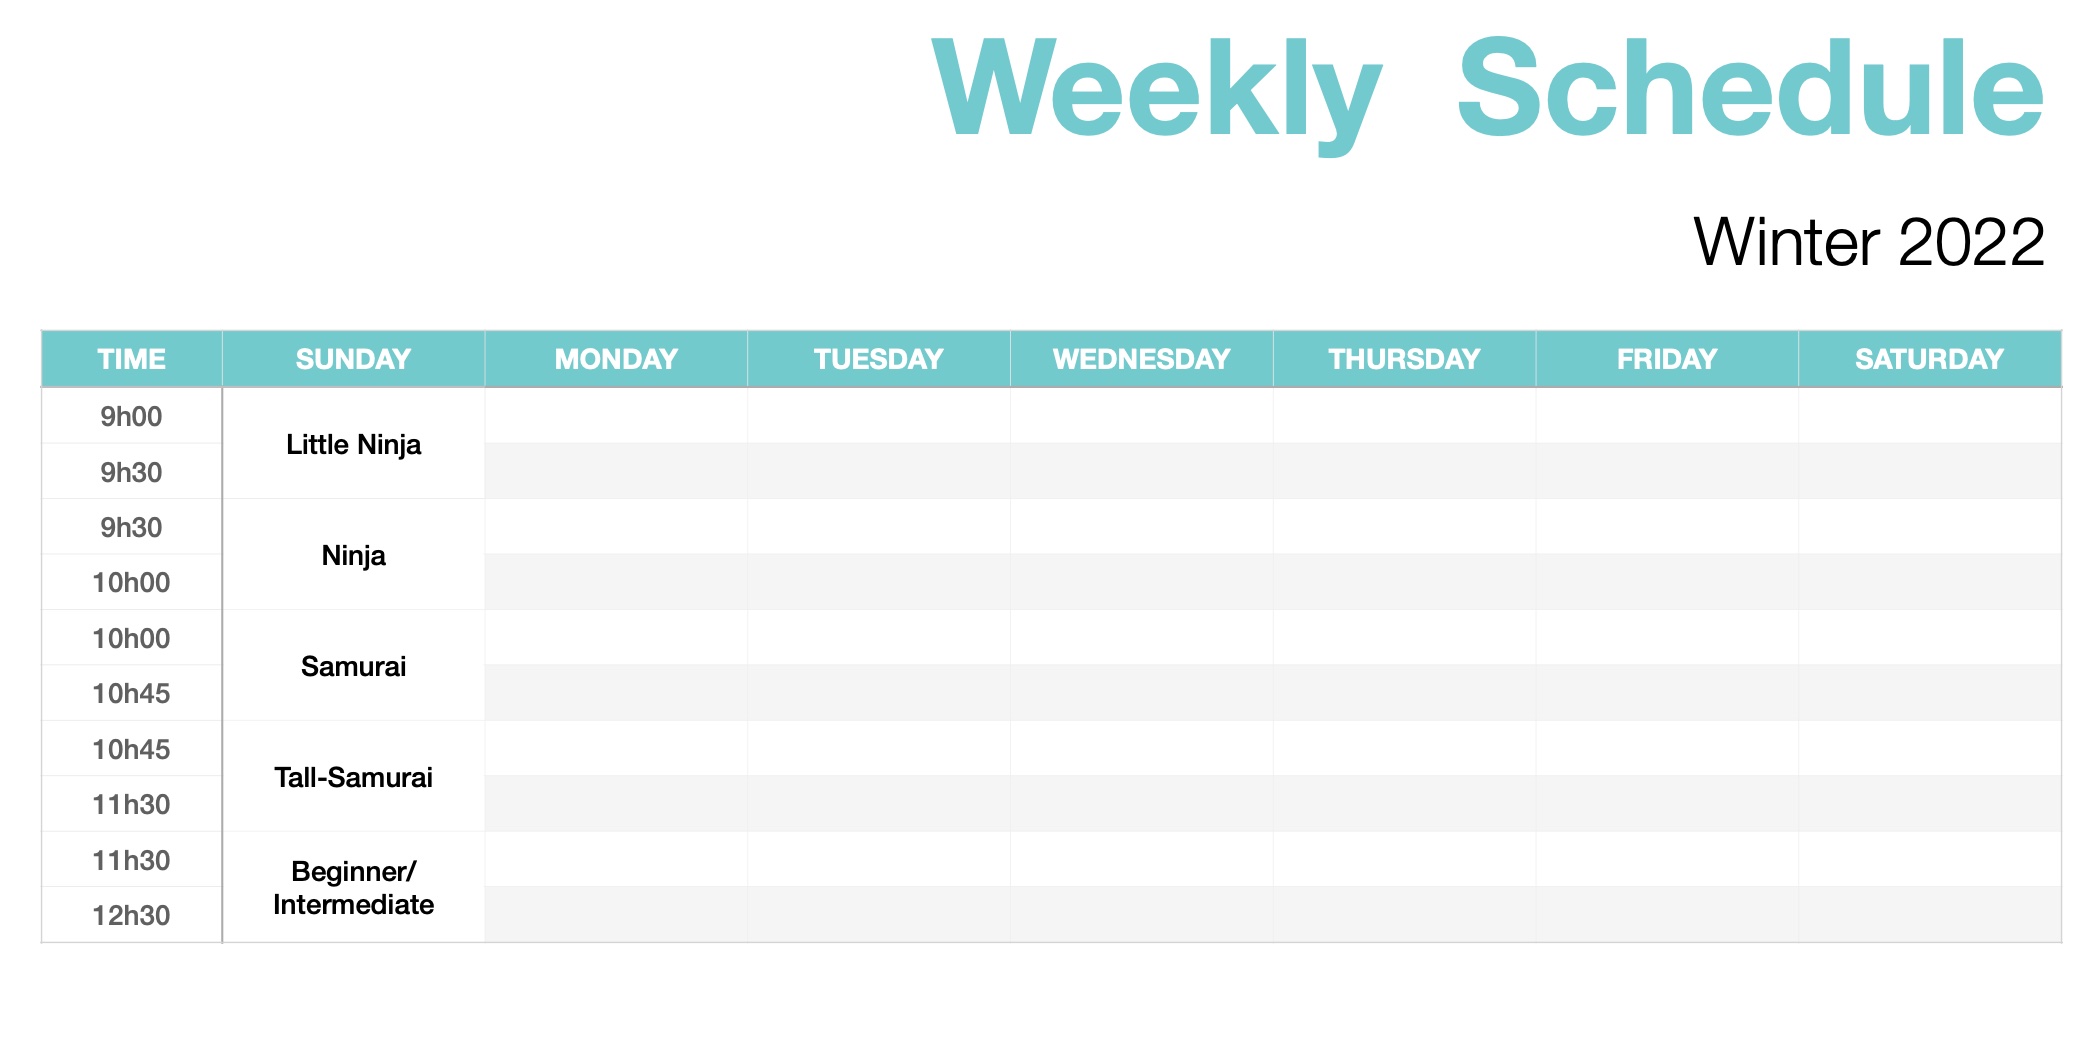 Weekly Schedule
Winter 2022
TIME SUNDAY MONDAY TUESDAY WEDNESDAY THURSDAY FRIDAY SATURDAY
9h00
Little Ninja
9h30
9h30
Ninja
10h00
10h00
Samurai
10h45
10h45
Tall-Samurai
11h30
11h30
Beginner/
Intermediate
12h30